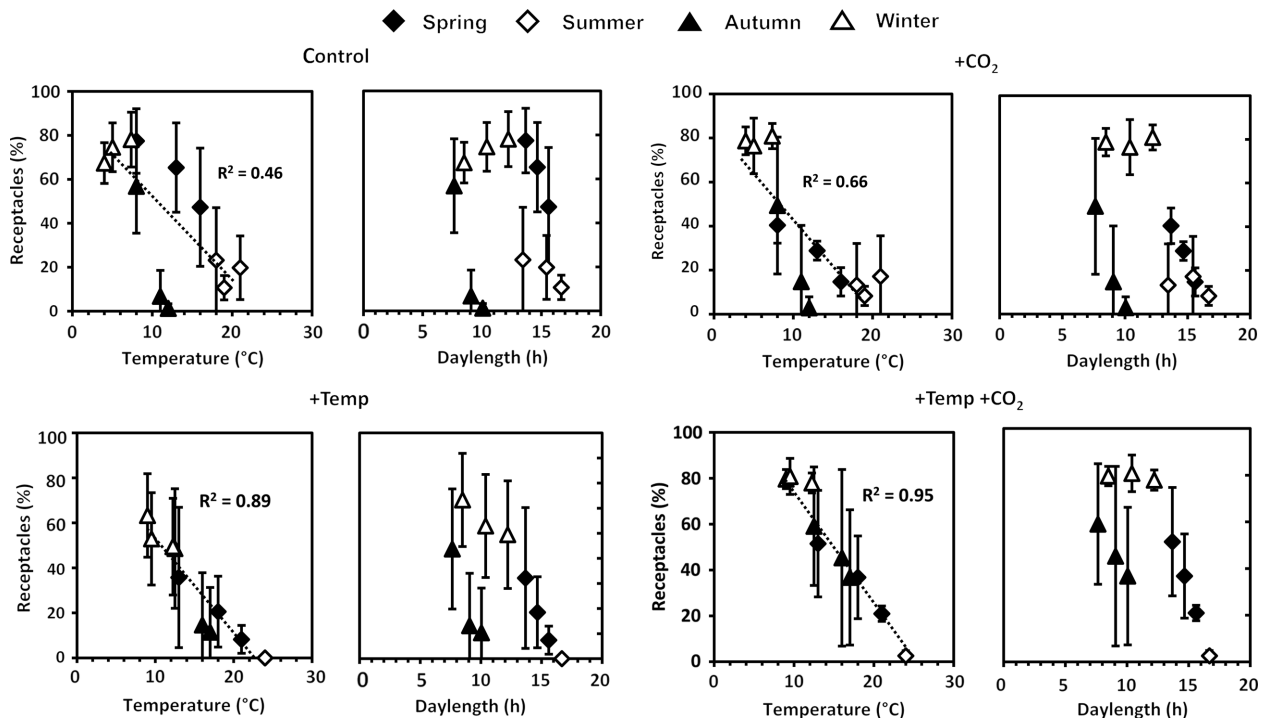 Spring Summer Autumn Winter
Control
+CO₂
100
80
60
40
20
0
Receptacles (%)
R² = 0.46
0 10 20 30
Temperature (°C)
0 5 10 15 20
Daylength (h)
100
80
60
40
20
0
Receptacles (%)
R² = 0.66
0 10 20 30
Temperature (°C)
0 5 10 15 20
Daylength (h)
+Temp
+Temp +CO₂
100
80
60
40
20
0
Receptacles (%)
R² = 0.89
0 10 20 30
Temperature (°C)
0 5 10 15 20
Daylength (h)
100
80
60
40
20
0
Receptacles (%)
R² = 0.95
0 10 20 30
Temperature (°C)
0 5 10 15 20
Daylength (h)